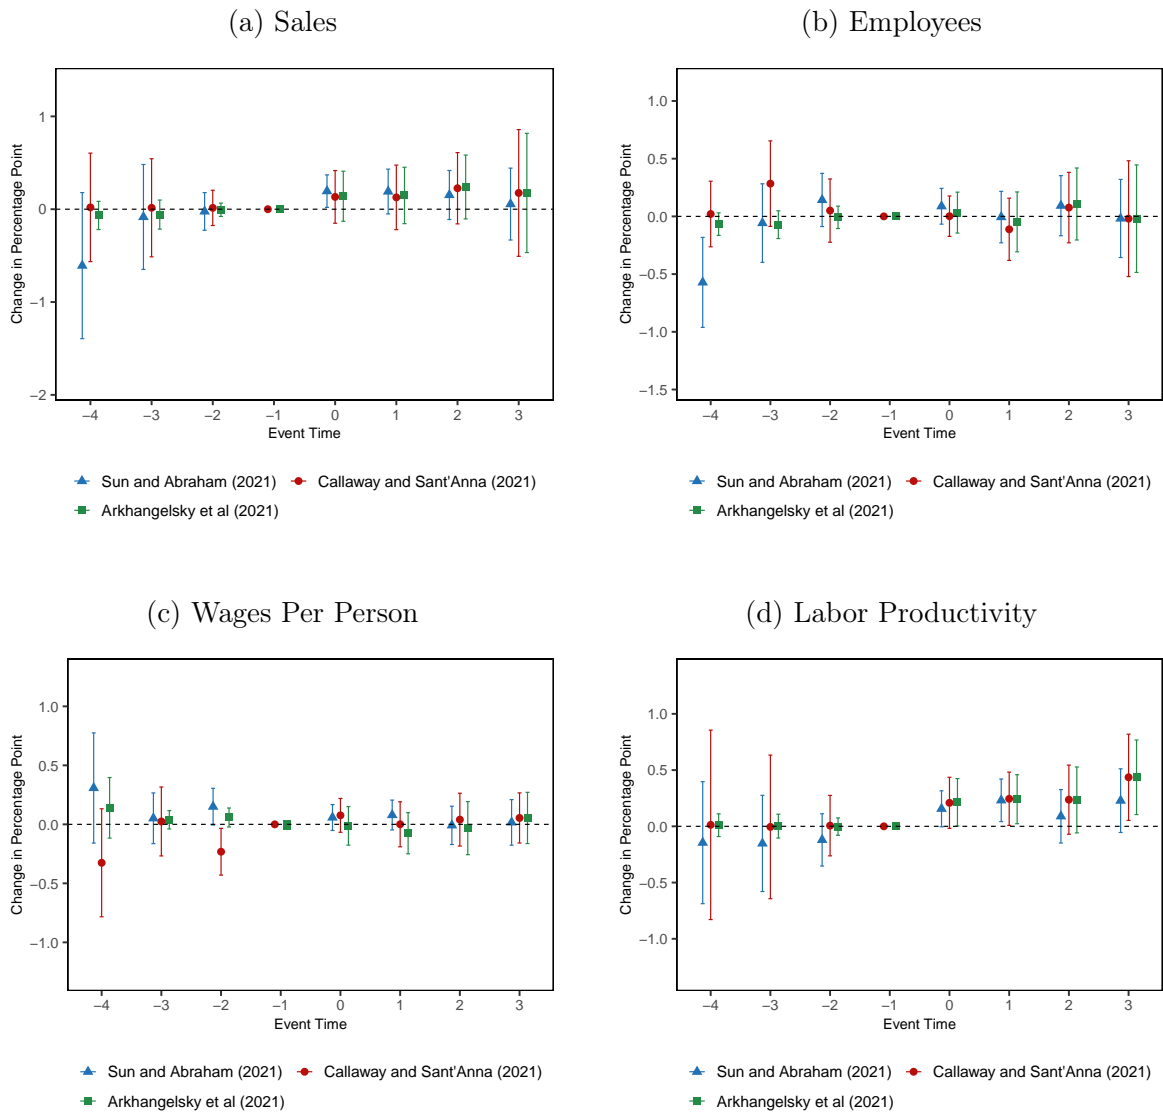 (a) Sales
Change in Percentage Point
1
0
−1
−2
−4 −3 −2 −1 0 1 2 3
Event Time
Sun and Abraham (2021) Callaway and Sant'Anna (2021)
Arkhangelsky et al (2021)
(b) Employees
Change in Percentage Point
1.0
0.5
0.0
−0.5
−1.0
−1.5
−4 −3 −2 −1 0 1 2 3
Event Time
Sun and Abraham (2021) Callaway and Sant'Anna (2021)
Arkhangelsky et al (2021)
(c) Wages Per Person
Change in Percentage Point
1.0
0.5
0.0
−0.5
−1.0
−4 −3 −2 −1 0 1 2 3
Event Time
Sun and Abraham (2021) Callaway and Sant'Anna (2021)
Arkhangelsky et al (2021)
(d) Labor Productivity
Change in Percentage Point
1.0
0.5
0.0
−0.5
−1.0
−4 −3 −2 −1 0 1 2 3
Event Time
Sun and Abraham (2021) Callaway and Sant'Anna (2021)
Arkhangelsky et al (2021)